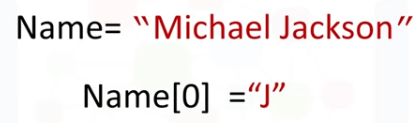 Name= “Michael Jackson”
Name[0] =“J”